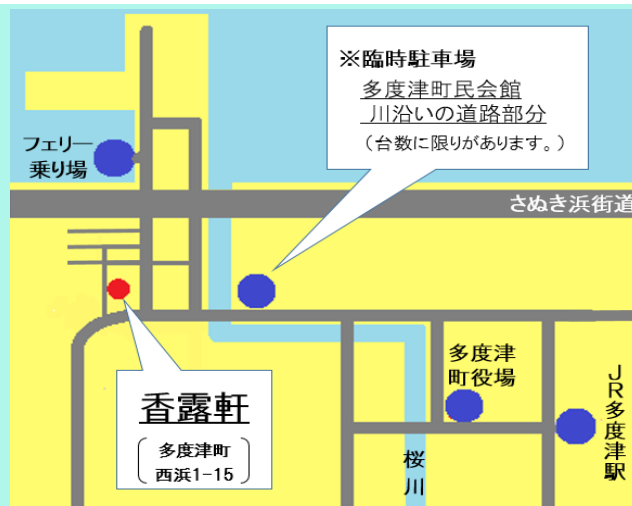 ※臨時駐車場
多度津町民会館
川沿いの道路部分
（台数に限りがあります。）
フェリー
乗り場
さぬき浜街道
香露軒
多度津町
西浜1-15
多度津
町役場
JR多度津駅
桜川